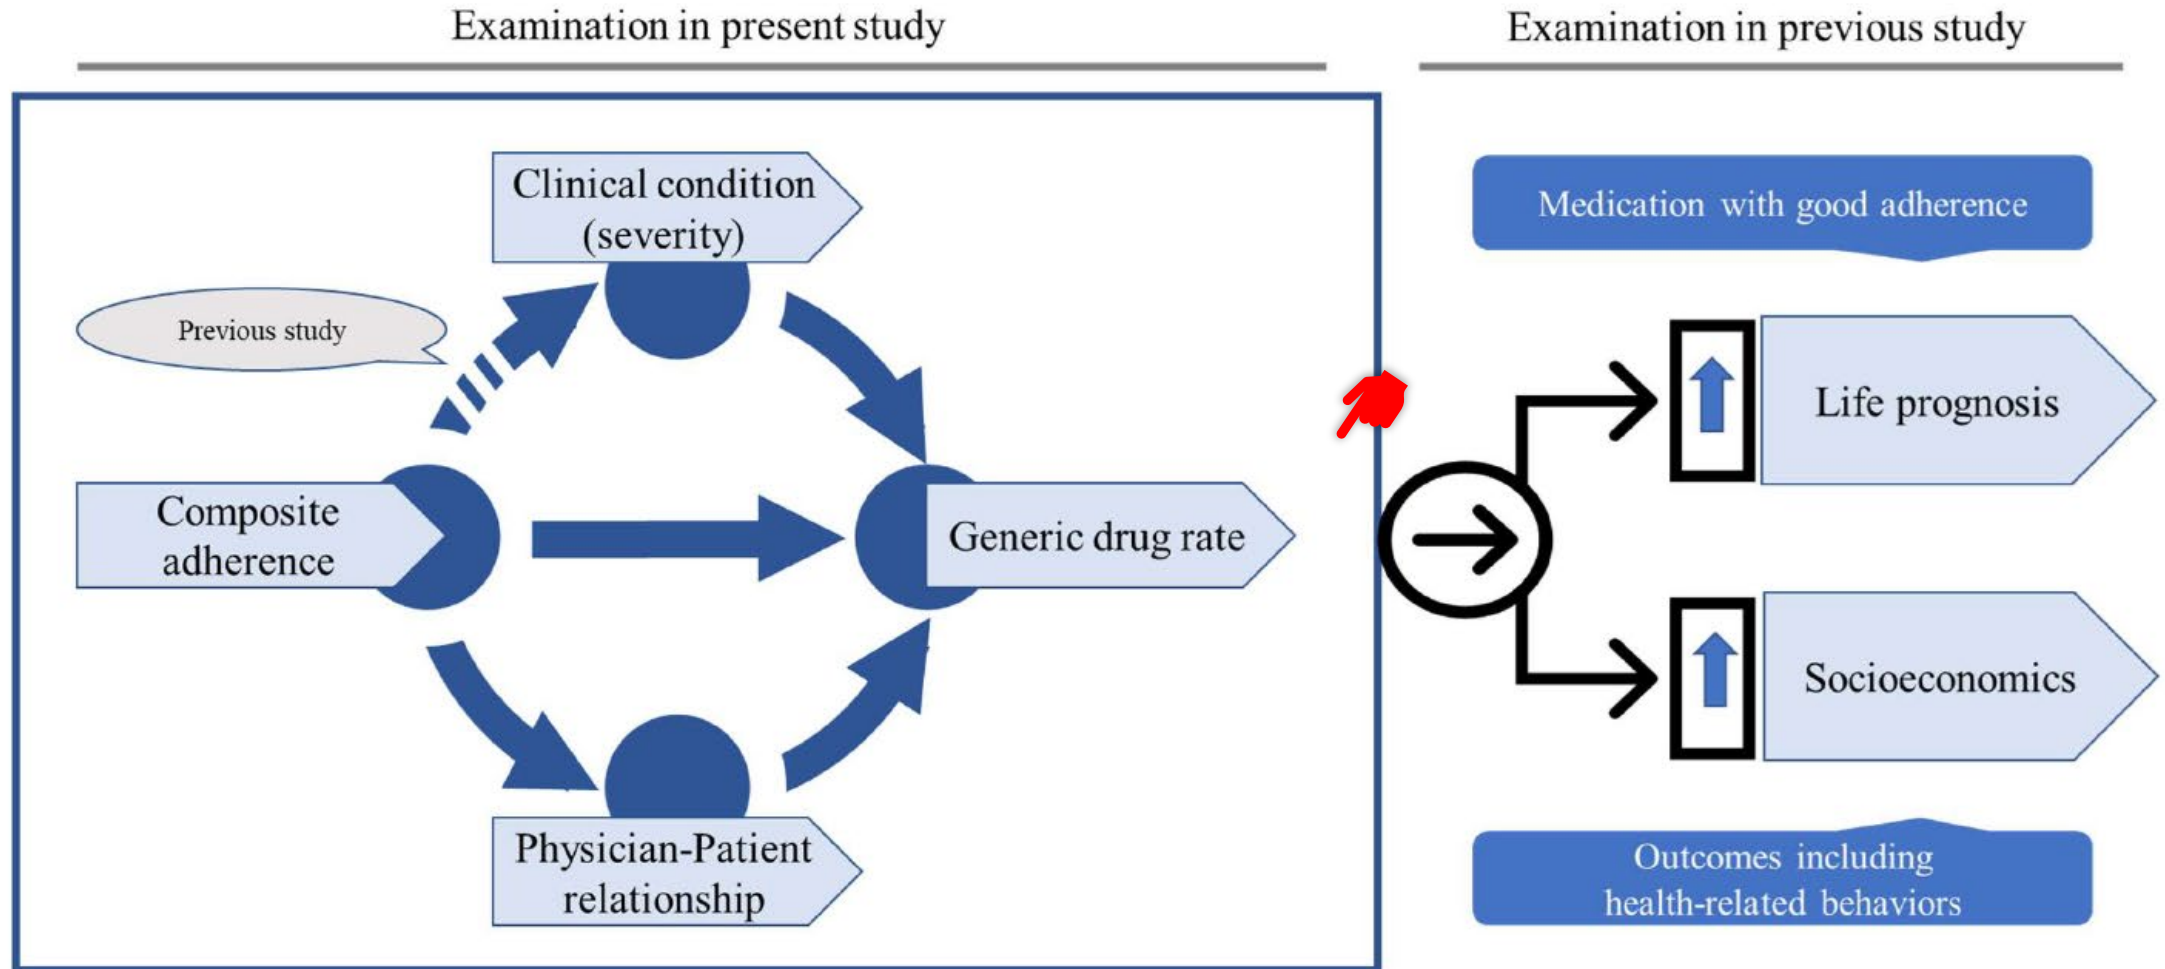 Examination in present study
Examination in previous study
Clinical condition
(severity)
Medication with good adherence
Previous study
Life prognosis
Composite
adherence
Generic drug rate
Socioeconomics
Physician-Patient
relationship
Outcomes including
health-related behaviors